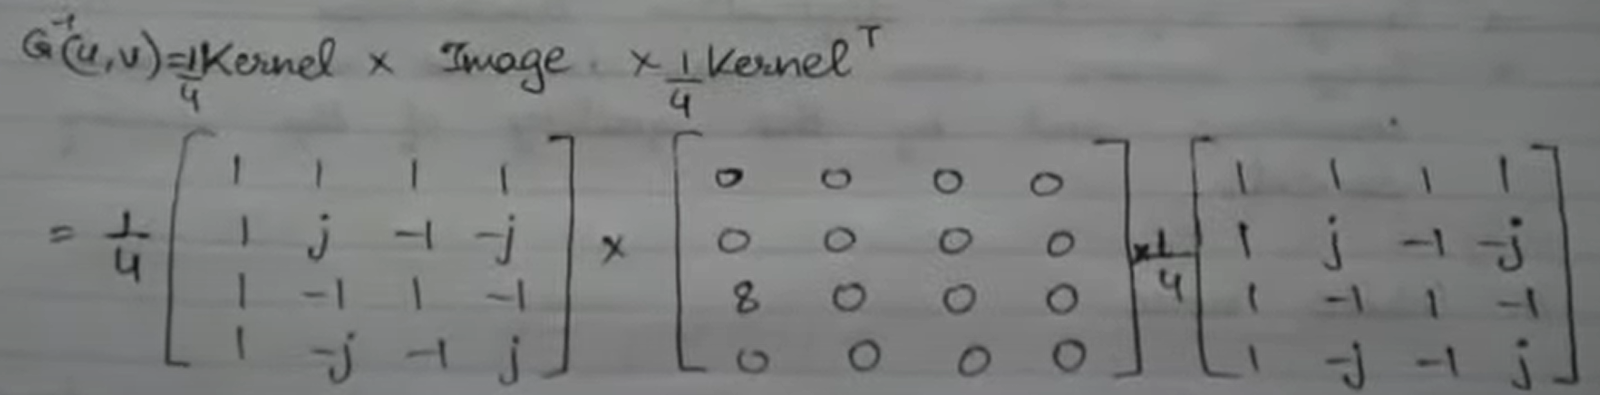 G⁻¹(u,v)=1/4 Kernel × Image × 1/4 Kernelᵀ
= 1/4 [ 1 1 1 1 ; 1 j -1 -j ; 1 -1 1 -1 ; 1 -j -1 j ] × [ 0 0 0 0 ; 0 0 0 0 ; 8 0 0 0 ; 0 0 0 0 ] × 1/4 [ 1 1 1 1 ; 1 j -1 -j ; 1 -1 1 -1 ; 1 -j -1 j ]